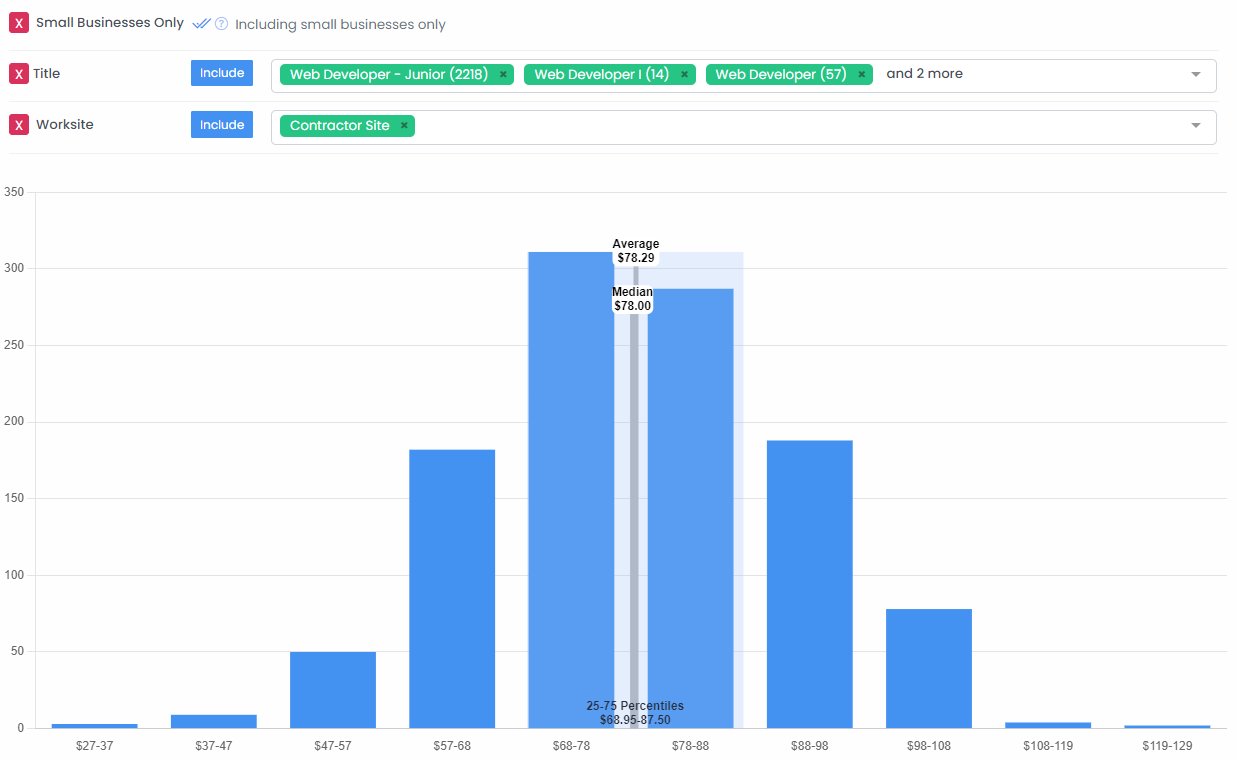 X Small Businesses Only ? Including small businesses only
X Title Include Web Developer - Junior (2218) × Web Developer I (14) × Web Developer (57) × and 2 more
X Worksite Include Contractor Site ×
350
300
250
200
150
100
50
0
Average
$78.29
Median
$78.00
25-75 Percentiles
$68.95-87.50
$27-37 $37-47 $47-57 $57-68 $68-78 $78-88 $88-98 $98-108 $108-119 $119-129